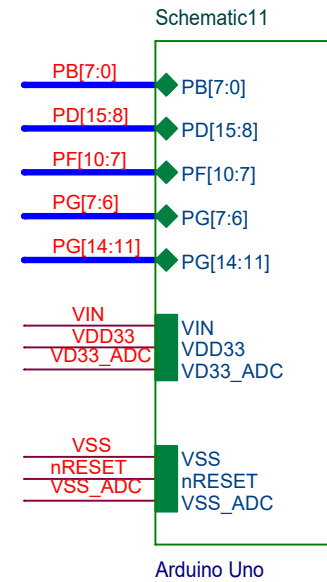 Schematic11
PB[7:0] PB[7:0]
PD[15:8] PD[15:8]
PF[10:7] PF[10:7]
PG[7:6] PG[7:6]
PG[14:11] PG[14:11]
VIN VIN
VDD33 VDD33
VD33_ADC VD33_ADC
VSS VSS
nRESET nRESET
VSS_ADC VSS_ADC
Arduino Uno